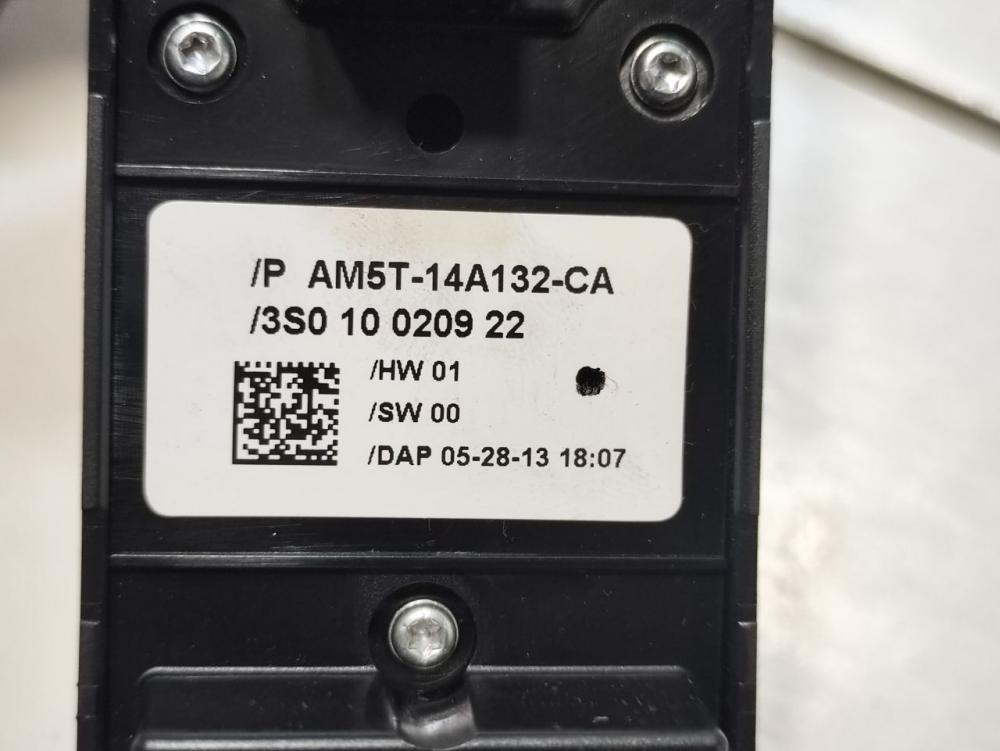 /P AM5T-14A132-CA
/3S0 10 0209 22
/HW 01
/SW 00
/DAP 05-28-13 18:07